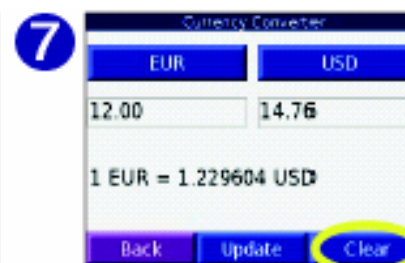 7
Currency Converter
EUR USD
12.00 14.76
1 EUR = 1.229604 USD
Back Update Clear